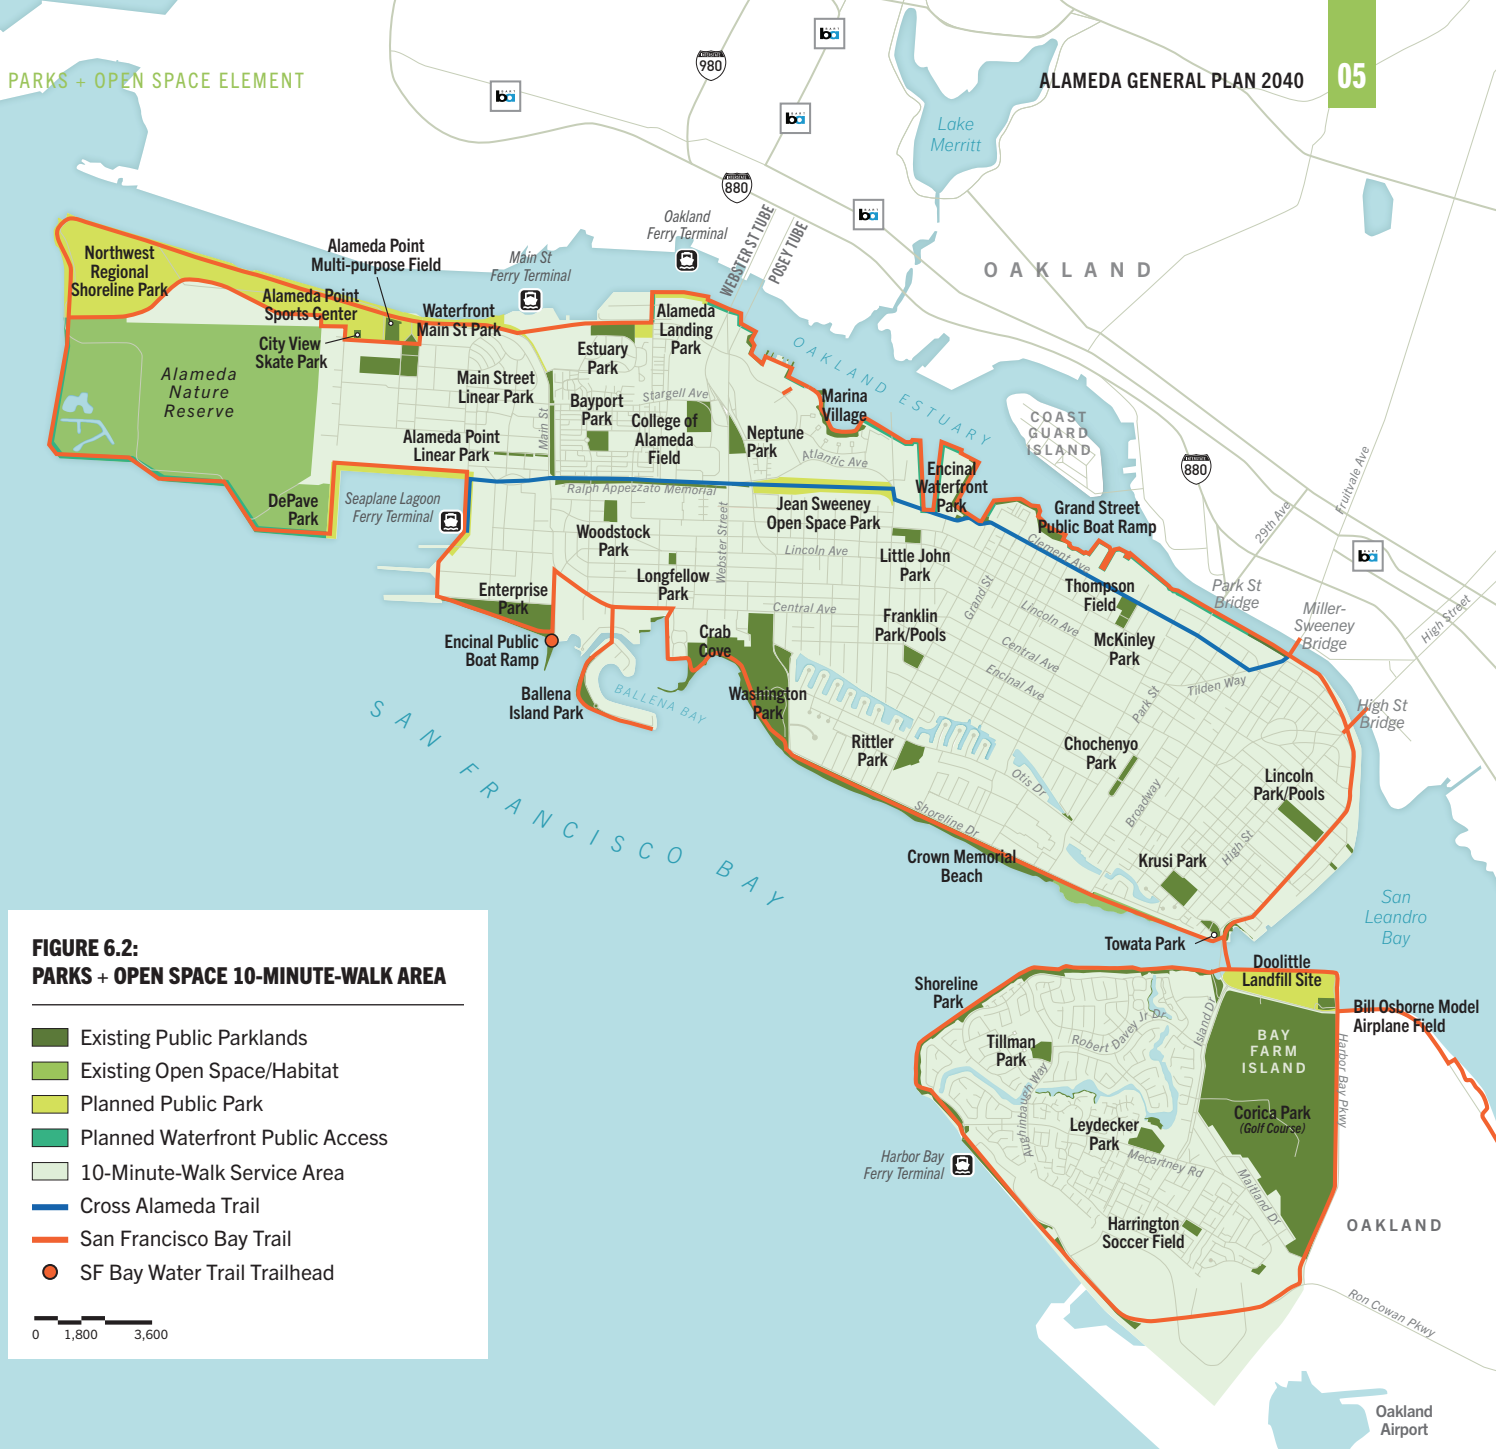 PARKS + OPEN SPACE ELEMENT
ALAMEDA GENERAL PLAN 2040
05
980
880
880
ba
ba
ba
ba
ba
Lake
Merritt
Oakland
Ferry Terminal
WEBSTER ST TUBE
POSEY TUBE
Main St
Ferry Terminal
OAKLAND
Northwest
Regional
Shoreline Park
Alameda Point
Multi-purpose Field
Alameda Point
Sports Center
City View
Skate Park
Waterfront
Main St Park
Alameda
Landing
Park
Estuary
Park
Alameda
Nature
Reserve
Main Street
Linear Park
Bayport
Park
Stargell Ave
College of
Alameda
Field
Neptune
Park
Marina
Village
OAKLAND ESTUARY
COAST
GUARD
ISLAND
Alameda Point
Linear Park
Main St
Atlantic Ave
Encinal
Waterfront
Park
Grand Street
Public Boat Ramp
Fruitvale Ave
29th Ave
DePave
Park
Seaplane Lagoon
Ferry Terminal
Ralph Appezzato Memorial
Jean Sweeney
Open Space Park
Woodstock
Park
Webster Street
Lincoln Ave
Little John
Park
Clement Ave
Thompson
Field
Park St
Bridge
Miller-
Sweeney
Bridge
High Street
Enterprise
Park
Longfellow
Park
Central Ave
Grand St
Lincoln Ave
Franklin
Park/Pools
Central Ave
Encinal Ave
McKinley
Park
Encinal Public
Boat Ramp
Crab
Cove
Tilden Way
Park St
High St
Bridge
Ballena
Island Park
BALLENA BAY
Washington
Park
Rittler
Park
Chochenyo
Park
Otis Dr
Broadway
Lincoln
Park/Pools
SAN FRANCISCO BAY
Shoreline Dr
Crown Memorial
Beach
Krusi Park
High St
San
Leandro
Bay
Towata Park
Doolittle
Landfill Site
Shoreline
Park
Bill Osborne Model
Airplane Field
Tillman
Park
Robert Davey Jr Dr
Island Dr
BAY
FARM
ISLAND
Harbor Bay Pkwy
Aughinbaugh Way
Corica Park
(Golf Course)
Leydecker
Park
Mecartney Rd
Maitland Dr
Harbor Bay
Ferry Terminal
Harrington
Soccer Field
OAKLAND
Ron Cowan Pkwy
Oakland
Airport
FIGURE 6.2:
PARKS + OPEN SPACE 10-MINUTE-WALK AREA
Existing Public Parklands
Existing Open Space/Habitat
Planned Public Park
Planned Waterfront Public Access
10-Minute-Walk Service Area
Cross Alameda Trail
San Francisco Bay Trail
SF Bay Water Trail Trailhead
0 1,800 3,600